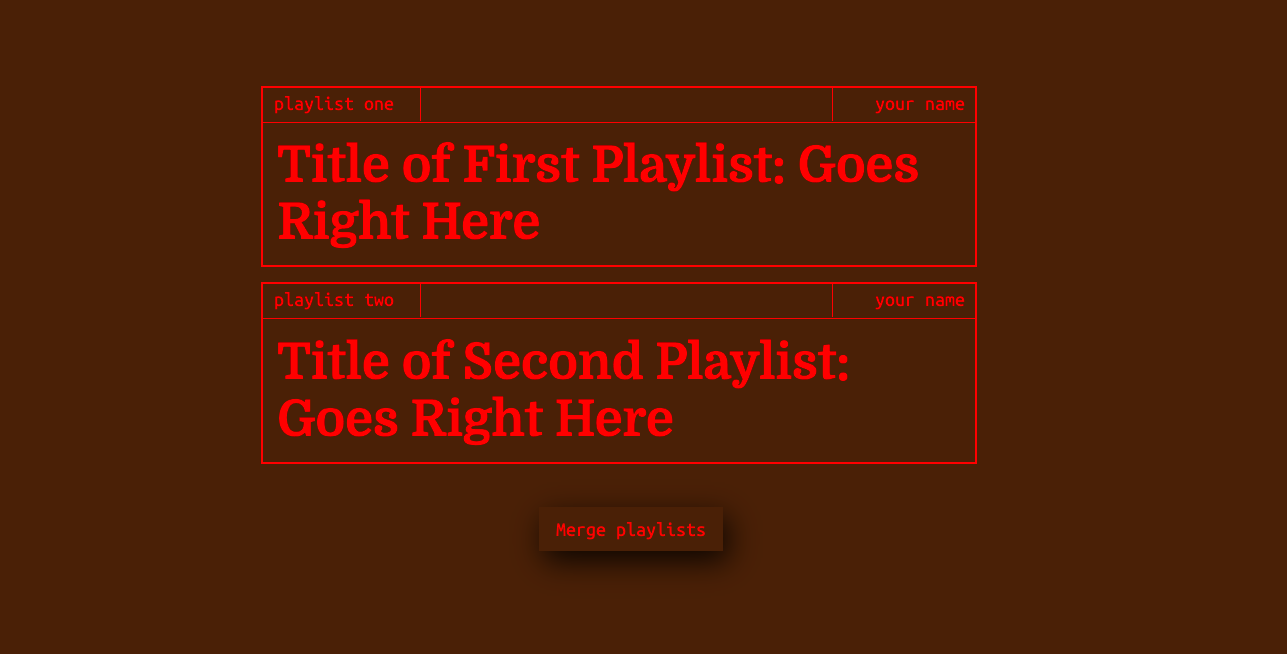 playlist one
your name
Title of First Playlist: Goes
Right Here
playlist two
your name
Title of Second Playlist:
Goes Right Here
Merge playlists